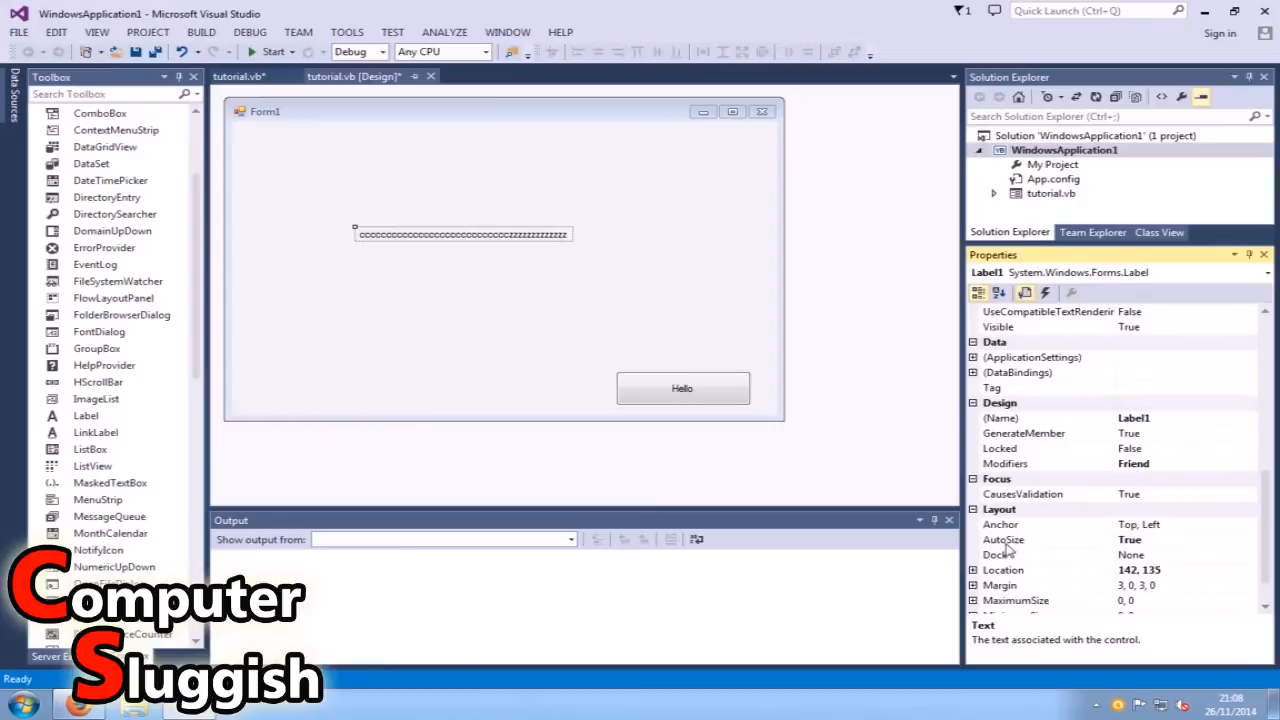 WindowsApplication1 - Microsoft Visual Studio
1
Quick Launch (Ctrl+Q)
FILE EDIT VIEW PROJECT BUILD DEBUG TEAM TOOLS TEST ANALYZE WINDOW HELP
Sign in
Start Debug Any CPU
Data Sources
Toolbox
Search Toolbox
ComboBox
ContextMenuStrip
DataGridView
DataSet
DateTimePicker
DirectoryEntry
DirectorySearcher
DomainUpDown
ErrorProvider
EventLog
FileSystemWatcher
FlowLayoutPanel
FolderBrowserDialog
FontDialog
GroupBox
HelpProvider
HScrollBar
ImageList
Label
LinkLabel
ListBox
ListView
MaskedTextBox
MenuStrip
MessageQueue
MonthCalendar
NotifyIcon
NumericUpDown
tutorial.vb*
tutorial.vb [Design]*
Form1
Hello
Output
Show output from:
Solution Explorer
Search Solution Explorer (Ctrl+;)
Solution 'WindowsApplication1' (1 project)
WindowsApplication1
My Project
App.config
tutorial.vb
Solution Explorer Team Explorer Class View
Properties
Label1 System.Windows.Forms.Label
UseCompatibleTextRenderir False
Visible True
Data
(ApplicationSettings)
(DataBindings)
Tag
Design
(Name) Label1
GenerateMember True
Locked False
Modifiers Friend
Focus
CausesValidation True
Layout
Anchor Top, Left
AutoSize True
Dock None
Location 142, 135
Margin 3, 0, 3, 0
MaximumSize 0, 0
Text
The text associated with the control.
Computer
Sluggish
Ready
21:08
26/11/2014